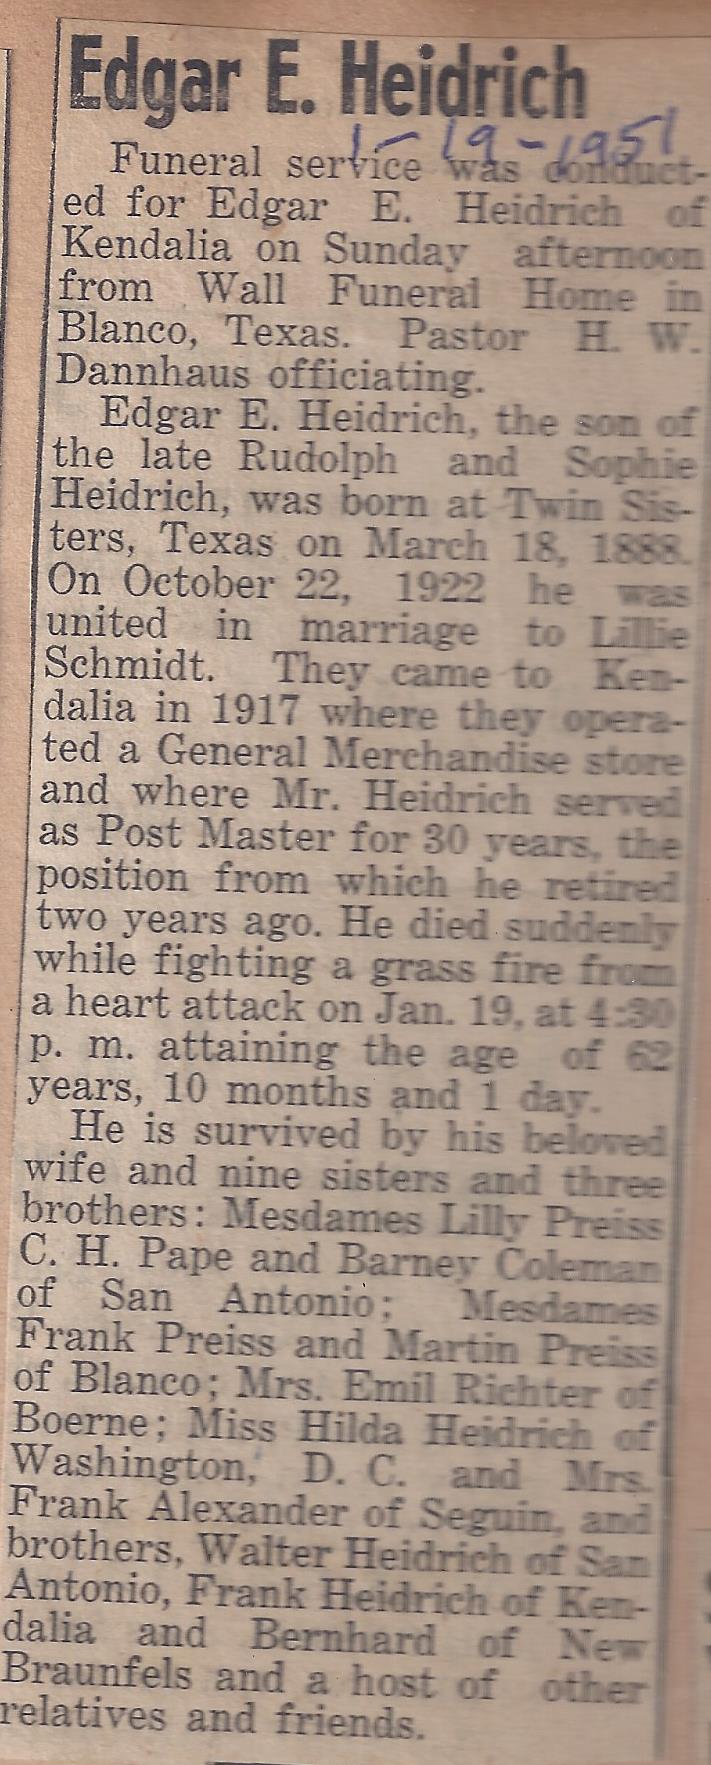 Edgar E. Heidrich
1-19-1951
Funeral service was conduct-
ed for Edgar E. Heidrich of
Kendalia on Sunday afternoon
from Wall Funeral Home in
Blanco, Texas. Pastor H. W.
Dannhaus officiating.
Edgar E. Heidrich, the son of
the late Rudolph and Sophie
Heidrich, was born at Twin Sis-
ters, Texas on March 18, 1888.
On October 22, 1922 he was
united in marriage to Lillie
Schmidt. They came to Ken-
dalia in 1917 where they opera-
ted a General Merchandise store
and where Mr. Heidrich served
as Post Master for 30 years, the
position from which he retired
two years ago. He died suddenly
while fighting a grass fire from
a heart attack on Jan. 19, at 4:30
p. m. attaining the age of 62
years, 10 months and 1 day.
He is survived by his beloved
wife and nine sisters and three
brothers: Mesdames Lilly Preiss
C. H. Pape and Barney Coleman
of San Antonio; Mesdames
Frank Preiss and Martin Preiss
of Blanco; Mrs. Emil Richter of
Boerne; Miss Hilda Heidrich of
Washington, D. C. and Mrs.
Frank Alexander of Seguin, and
brothers, Walter Heidrich of San
Antonio, Frank Heidrich of Ken-
dalia and Bernhard of New
Braunfels and a host of other
relatives and friends.